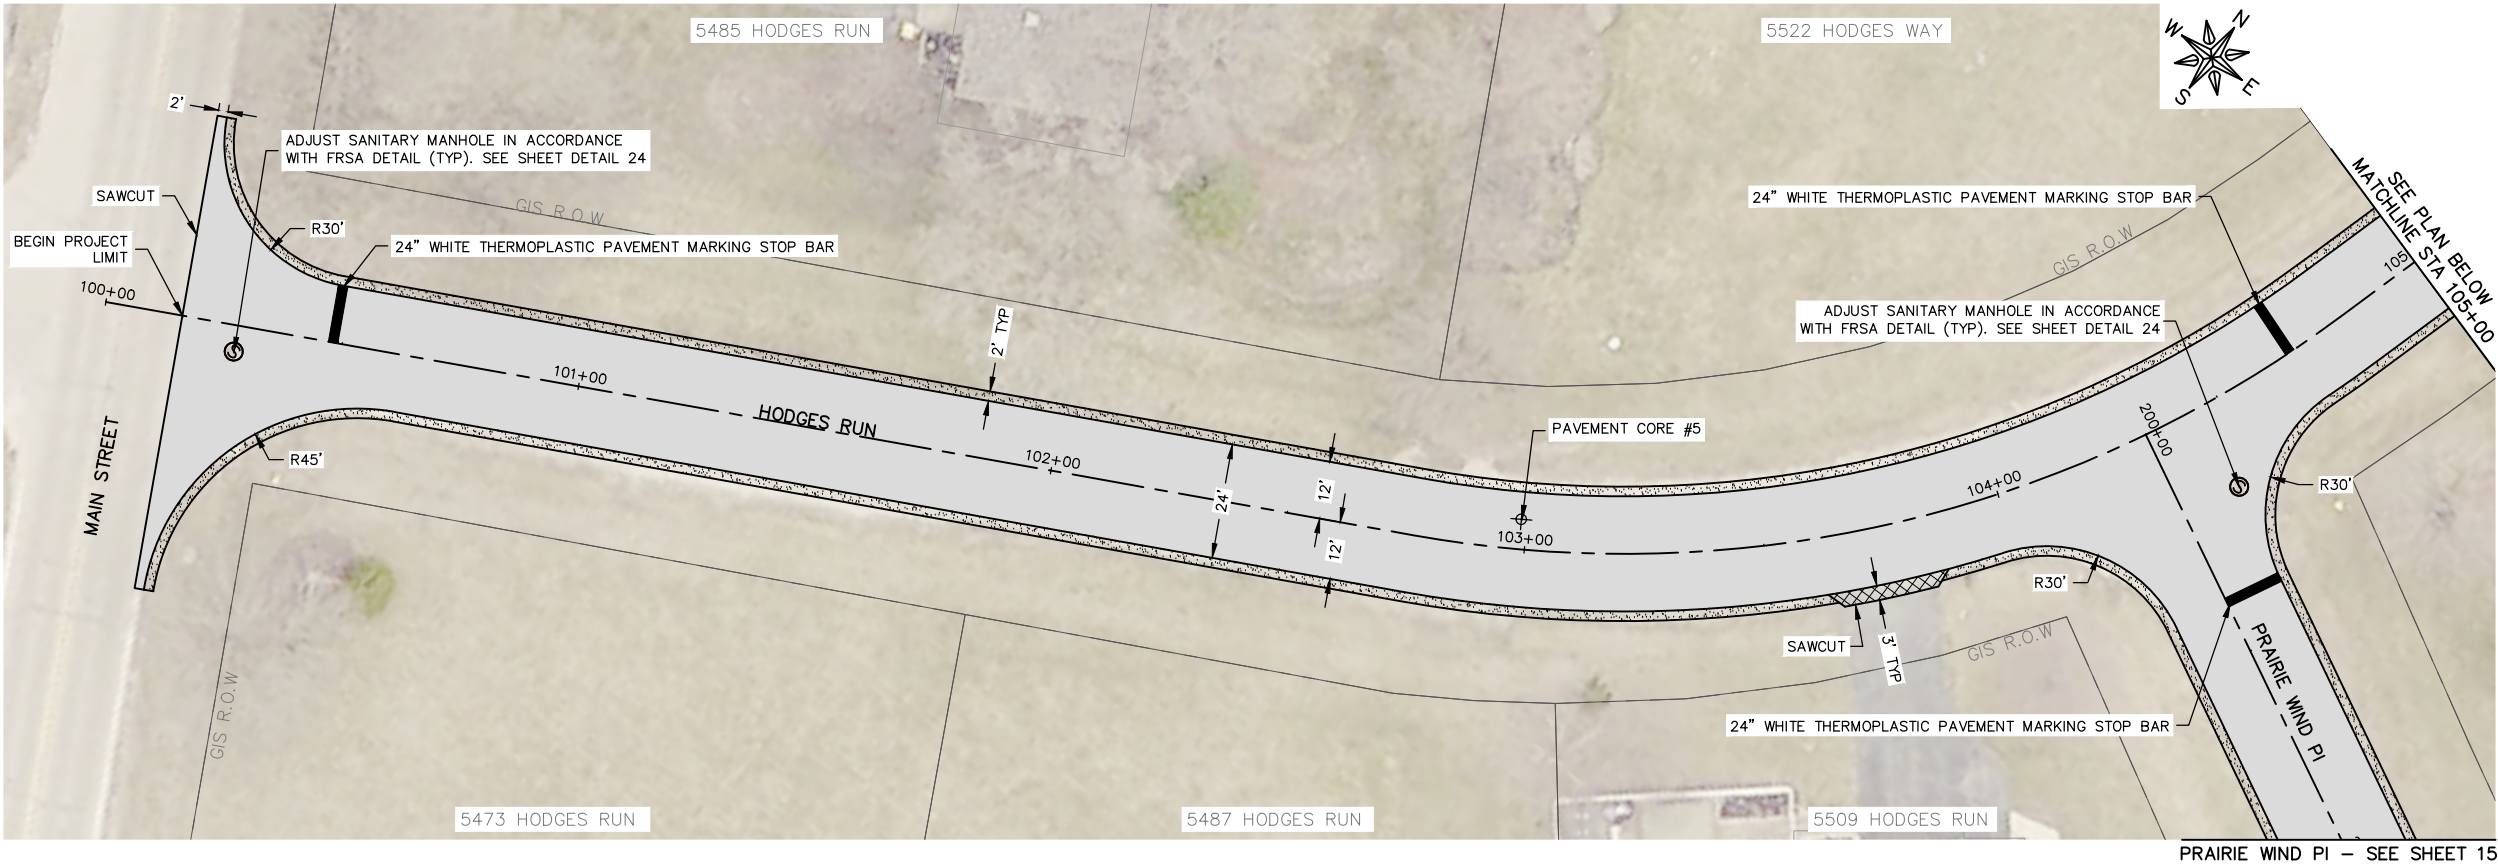 5485 HODGES RUN
5522 HODGES WAY
N
W
E
S
2'
ADJUST SANITARY MANHOLE IN ACCORDANCE
WITH FRSA DETAIL (TYP). SEE SHEET DETAIL 24
SAWCUT
GIS R.O.W
R30'
24" WHITE THERMOPLASTIC PAVEMENT MARKING STOP BAR
BEGIN PROJECT
LIMIT
100+00
S
24" WHITE THERMOPLASTIC PAVEMENT MARKING STOP BAR
SEE PLAN BELOW
MATCHLINE STA 105+00
GIS R.O.W
105
ADJUST SANITARY MANHOLE IN ACCORDANCE
WITH FRSA DETAIL (TYP). SEE SHEET DETAIL 24
2' TYP
101+00
HODGES RUN
102+00
MAIN STREET
R45'
24'
12'
12'
PAVEMENT CORE #5
103+00
104+00
200+00
S
R30'
R30'
SAWCUT
3' TYP
GIS R.O.W
GIS R.O.W
24" WHITE THERMOPLASTIC PAVEMENT MARKING STOP BAR
PRAIRIE WIND Pl
5473 HODGES RUN
5487 HODGES RUN
5509 HODGES RUN
PRAIRIE WIND Pl – SEE SHEET 15